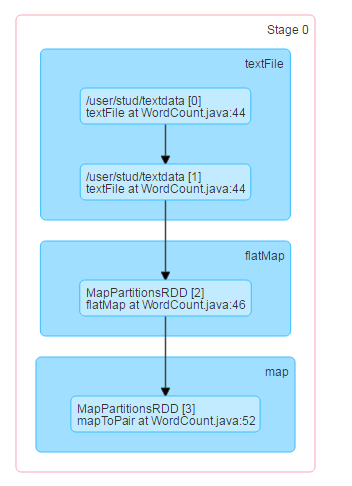 Stage 0
textFile
/user/stud/textdata [0]
textFile at WordCount.java:44
/user/stud/textdata [1]
textFile at WordCount.java:44
flatMap
MapPartitionsRDD [2]
flatMap at WordCount.java:46
map
MapPartitionsRDD [3]
mapToPair at WordCount.java:52